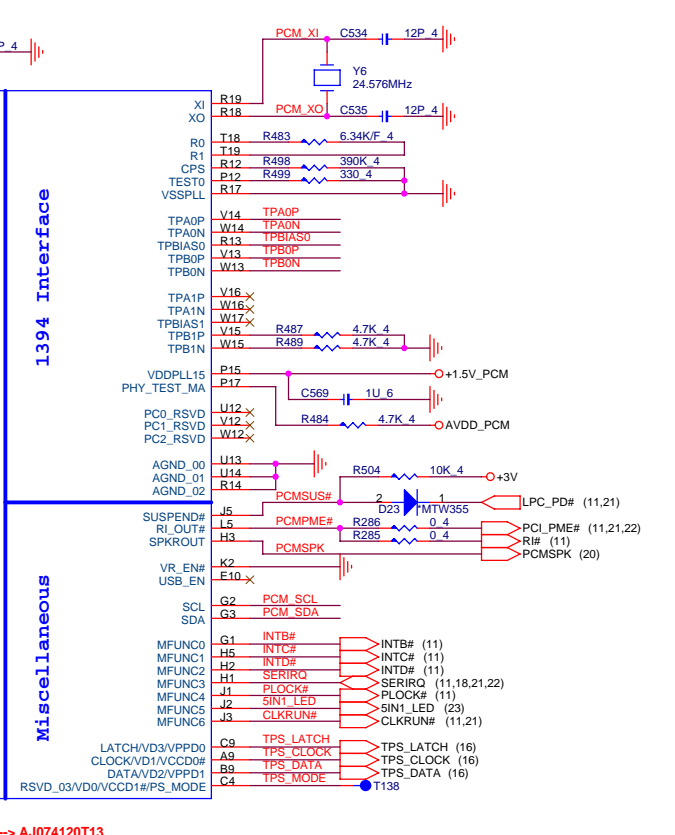 PCM_XI C534 12P_4
P_4
Y6
24.576MHz
XI R19
XO R18 PCM_XO C535 12P_4
R0 T18 R483 6.34K/F_4
R1 T19
CPS R12 R498 390K_4
TEST0 P12 R499 330_4
VSSPLL R17
1394 Interface
TPA0P V14 TPA0P
TPA0N W14 TPA0N
TPBIAS0 R13 TPBIAS0
TPB0P V13 TPB0P
TPB0N W13 TPB0N
TPA1P V16
TPA1N W16
TPBIAS1 W17
TPB1P V15 R487 4.7K_4
TPB1N W15 R489 4.7K_4
VDDPLL15 P15 +1.5V_PCM
PHY_TEST_MA P17
C569 1U_6
PC0_RSVD U12
PC1_RSVD V12 R484 4.7K_4 AVDD_PCM
PC2_RSVD W12
AGND_00 U13
AGND_01 U14 R504 10K_4 +3V
AGND_02 R14
PCMSUS# 2 1 LPC_PD# (11,21)
D23 *MTW355
SUSPEND# J5
RI_OUT# L5 PCMPME# R286 0_4 PCI_PME# (11,21,22)
SPKROUT H3 R285 0_4 RI# (11)
PCMSPK PCMSPK (20)
VR_EN# K2
USB_EN E10
Miscellaneous
SCL G2 PCM_SCL
SDA G3 PCM_SDA
MFUNC0 G1 INTB# INTB# (11)
MFUNC1 H5 INTC# INTC# (11)
MFUNC2 H2 INTD# INTD# (11)
MFUNC3 H1 SERIRQ SERIRQ (11,18,21,22)
MFUNC4 J1 PLOCK# PLOCK# (11)
MFUNC5 J2 5IN1_LED 5IN1_LED (23)
MFUNC6 J3 CLKRUN# CLKRUN# (11,21)
LATCH/VD3/VPPD0 C9 TPS_LATCH TPS_LATCH (16)
CLOCK/VD1/VCCD0# A9 TPS_CLOCK TPS_CLOCK (16)
DATA/VD2/VPPD1 B9 TPS_DATA TPS_DATA (16)
RSVD_03/VD0/VCCD1#/PS_MODE C4 TPS_MODE T138
--> AJ074120T13